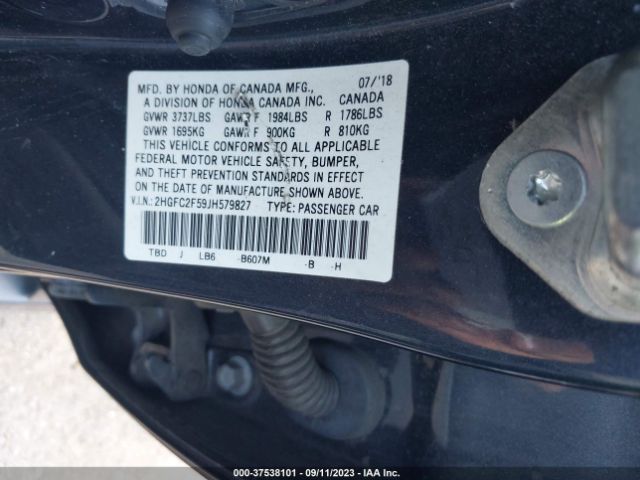 MFD. BY HONDA OF CANADA MFG., 07/'18
A DIVISION OF HONDA CANADA INC. CANADA
GVWR 3737LBS GAWR F 1984LBS R 1786LBS
GVWR 1695KG GAWR F 900KG R 810KG
THIS VEHICLE CONFORMS TO ALL APPLICABLE
FEDERAL MOTOR VEHICLE SAFETY, BUMPER,
AND THEFT PREVENTION STANDARDS IN EFFECT
ON THE DATE OF MANUFACTURE SHOWN ABOVE.
V.I.N.: 2HGFC2F59JH579827 TYPE: PASSENGER CAR
TBD J LB6 -B607M -B -H
000-37538101 - 09/11/2023 - IAA Inc.